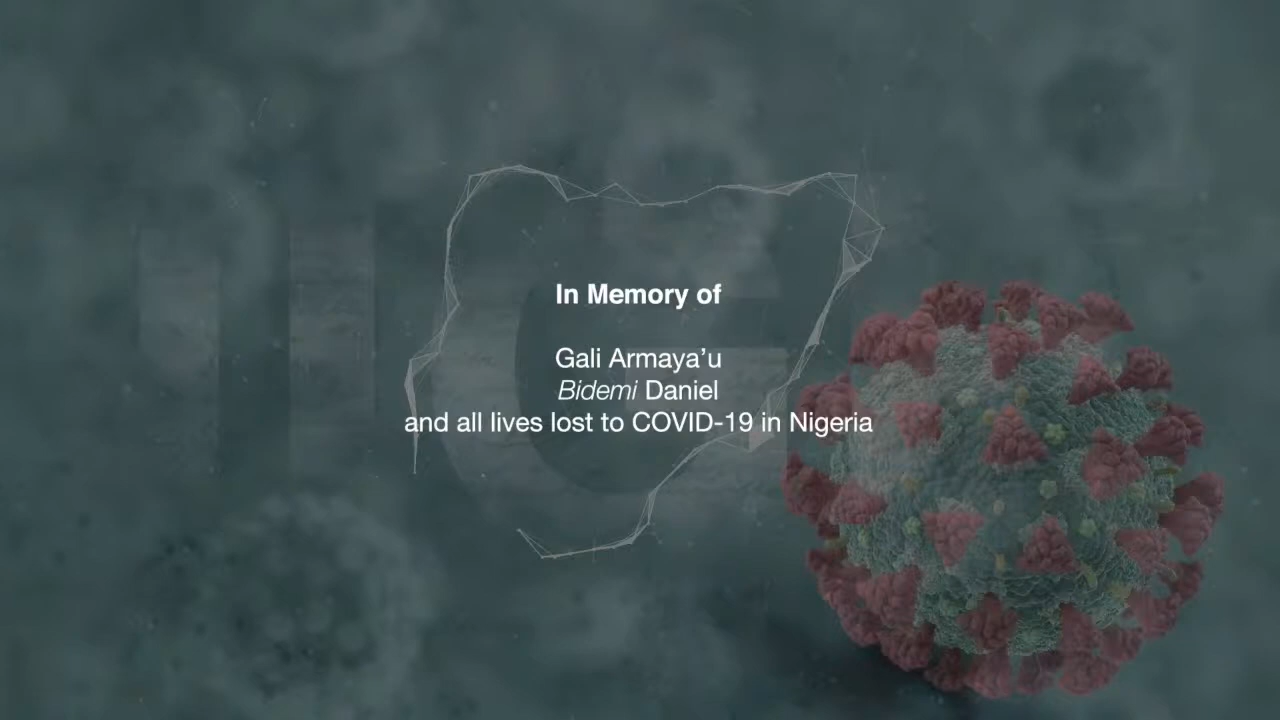 In Memory of
Gali Armaya’u
Bidemi Daniel
and all lives lost to COVID-19 in Nigeria